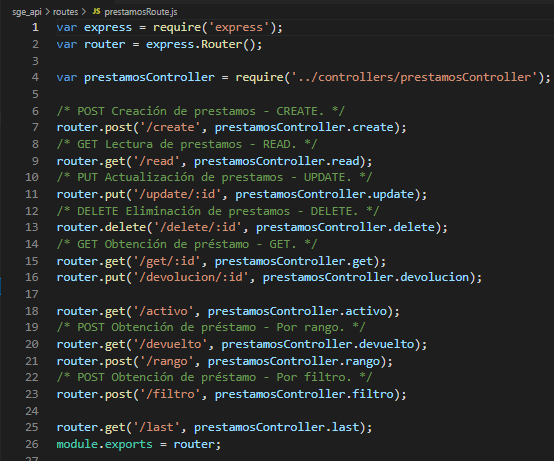 sge_api > routes > JS prestamosRoute.js
1 var express = require('express');
2 var router = express.Router();
3
4 var prestamosController = require('../controllers/prestamosController');
5
6 /* POST Creación de prestamos - CREATE. */
7 router.post('/create', prestamosController.create);
8 /* GET Lectura de prestamos - READ. */
9 router.get('/read', prestamosController.read);
10 /* PUT Actualización de prestamos - UPDATE. */
11 router.put('/update/:id', prestamosController.update);
12 /* DELETE Eliminación de prestamos - DELETE. */
13 router.delete('/delete/:id', prestamosController.delete);
14 /* GET Obtención de préstamo - GET. */
15 router.get('/get/:id', prestamosController.get);
16 router.put('/devolucion/:id', prestamosController.devolucion);
17
18 router.get('/activo', prestamosController.activo);
19 /* POST Obtención de préstamo - Por rango. */
20 router.get('/devuelto', prestamosController.devuelto);
21 router.post('/rango', prestamosController.rango);
22 /* POST Obtención de préstamo - Por filtro. */
23 router.post('/filtro', prestamosController.filtro);
24
25 router.get('/last', prestamosController.last);
26 module.exports = router;
27